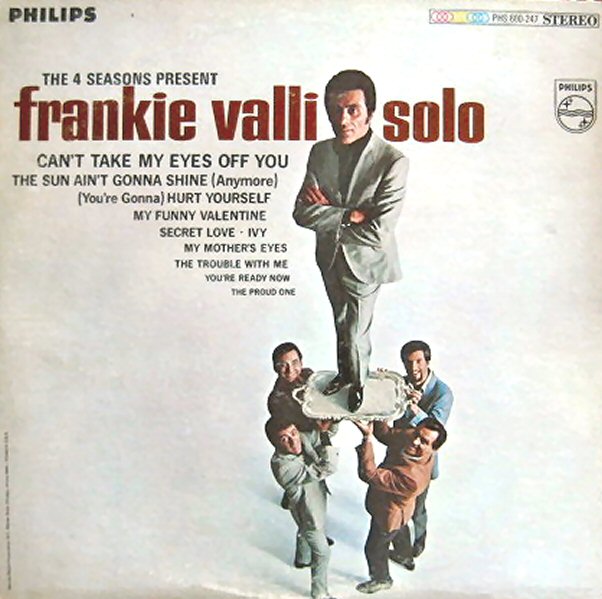 PHILIPS
PHS 600-247 STEREO
THE 4 SEASONS PRESENT
PHILIPS
frankie valli solo
CAN'T TAKE MY EYES OFF YOU
THE SUN AIN'T GONNA SHINE (Anymore)
(You're Gonna) HURT YOURSELF
MY FUNNY VALENTINE
SECRET LOVE · IVY
MY MOTHER'S EYES
THE TROUBLE WITH ME
YOU'RE READY NOW
THE PROUD ONE